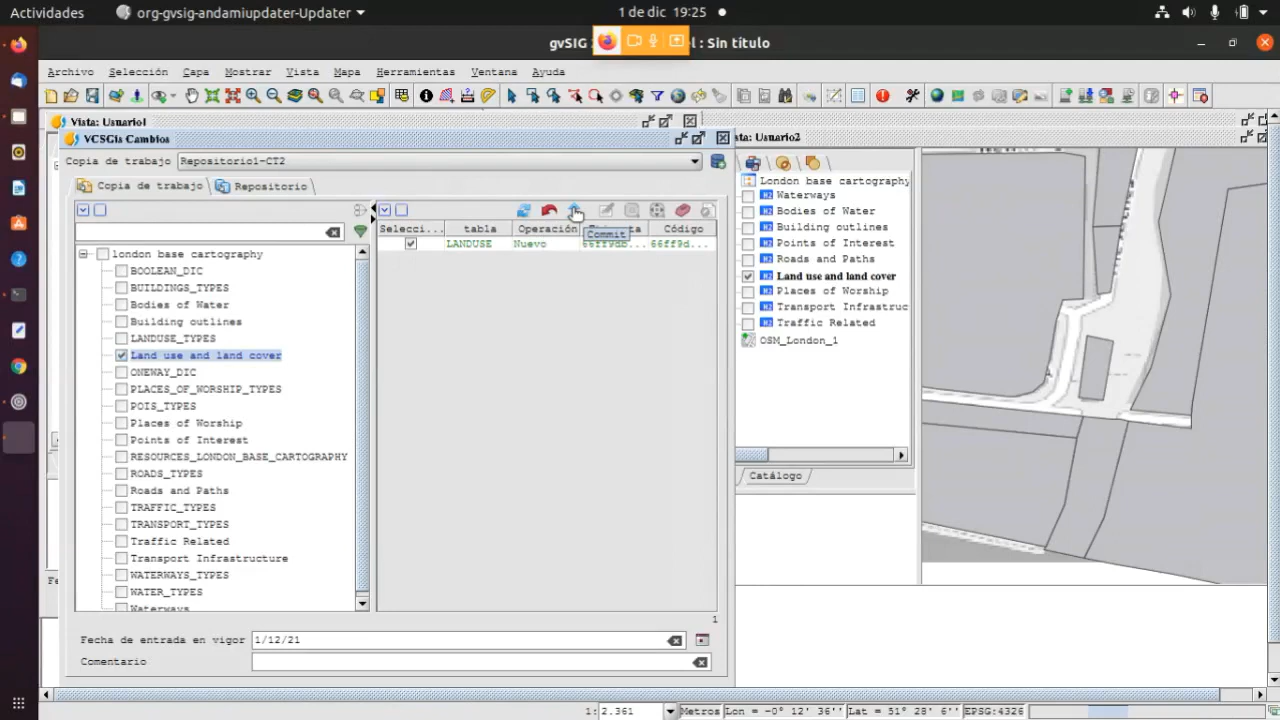 Actividades
org-gvsig-andamiupdater-Updater
1 de dic 19:25
gvSIG
l : Sin título
Archivo Selección Capa Mostrar Vista Mapa Herramientas Ventana Ayuda
Vista: Usuario1
VCSGis Cambios
ta: Usuario2
Copia de trabajo Repositorio1-CT2
Copia de trabajo Repositorio
Selecci... tabla Operación Código
Commit
LANDUSE Nuevo 66ff9db... 66ff9d...
london base cartography
BOOLEAN_DIC
BUILDINGS_TYPES
Bodies of Water
Building outlines
LANDUSE_TYPES
Land use and land cover
ONEWAY_DIC
PLACES_OF_WORSHIP_TYPES
POIS_TYPES
Places of Worship
Points of Interest
RESOURCES_LONDON_BASE_CARTOGRAPHY
ROADS_TYPES
Roads and Paths
TRAFFIC_TYPES
TRANSPORT_TYPES
Traffic Related
Transport Infrastructure
WATERWAYS_TYPES
WATER_TYPES
Waterways
1
Fe
Fecha de entrada en vigor 1/12/21
Comentario
London base cartography
Waterways
Bodies of Water
Building outlines
Points of Interest
Roads and Paths
Land use and land cover
Places of Worship
Transport Infrastruc
Traffic Related
OSM_London_1
Catálogo
1: 2.361 Metros Lon = -0° 12' 36'' Lat = 51° 28' 6'' EPSG:4326